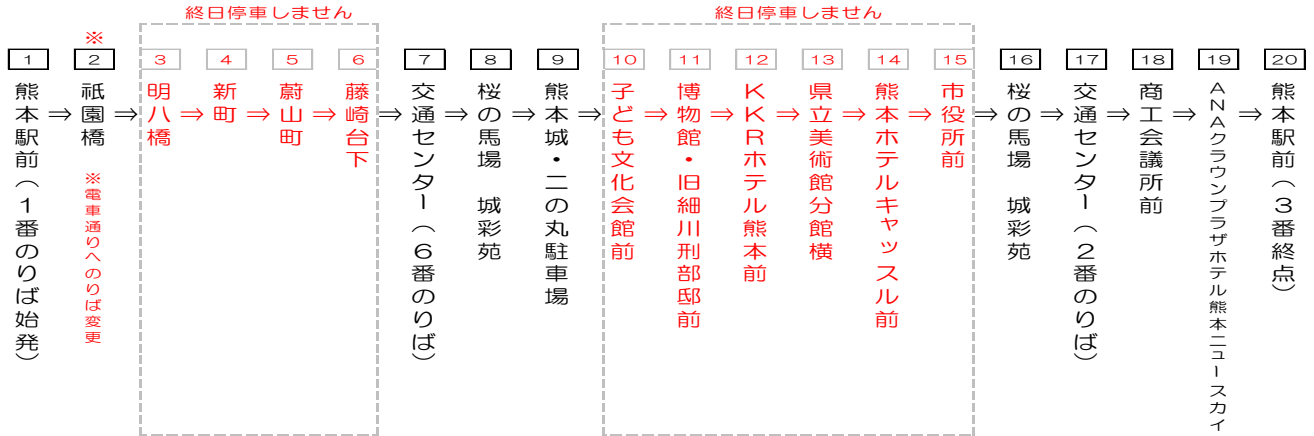 終日停車しません
終日停車しません
※
1
熊本駅前(1番のりば始発)
⇒
2
祇園橋 ※電車通りへのりば変更
⇒
3
明八橋
⇒
4
新町
⇒
5
蔚山町
⇒
6
藤崎台下
⇒
7
交通センター(6番のりば)
⇒
8
桜の馬場 城彩苑
⇒
9
熊本城・二の丸駐車場
⇒
10
子ども文化会館前
⇒
11
博物館・旧細川刑部邸前
⇒
12
KKRホテル熊本前
⇒
13
県立美術館分館横
⇒
14
熊本ホテルキャッスル前
⇒
15
市役所前
⇒
16
桜の馬場 城彩苑
⇒
17
交通センター(2番のりば)
⇒
18
商工会議所前
⇒
19
ANAクラウンプラザホテル熊本ニュースカイ
⇒
20
熊本駅前(3番終点)